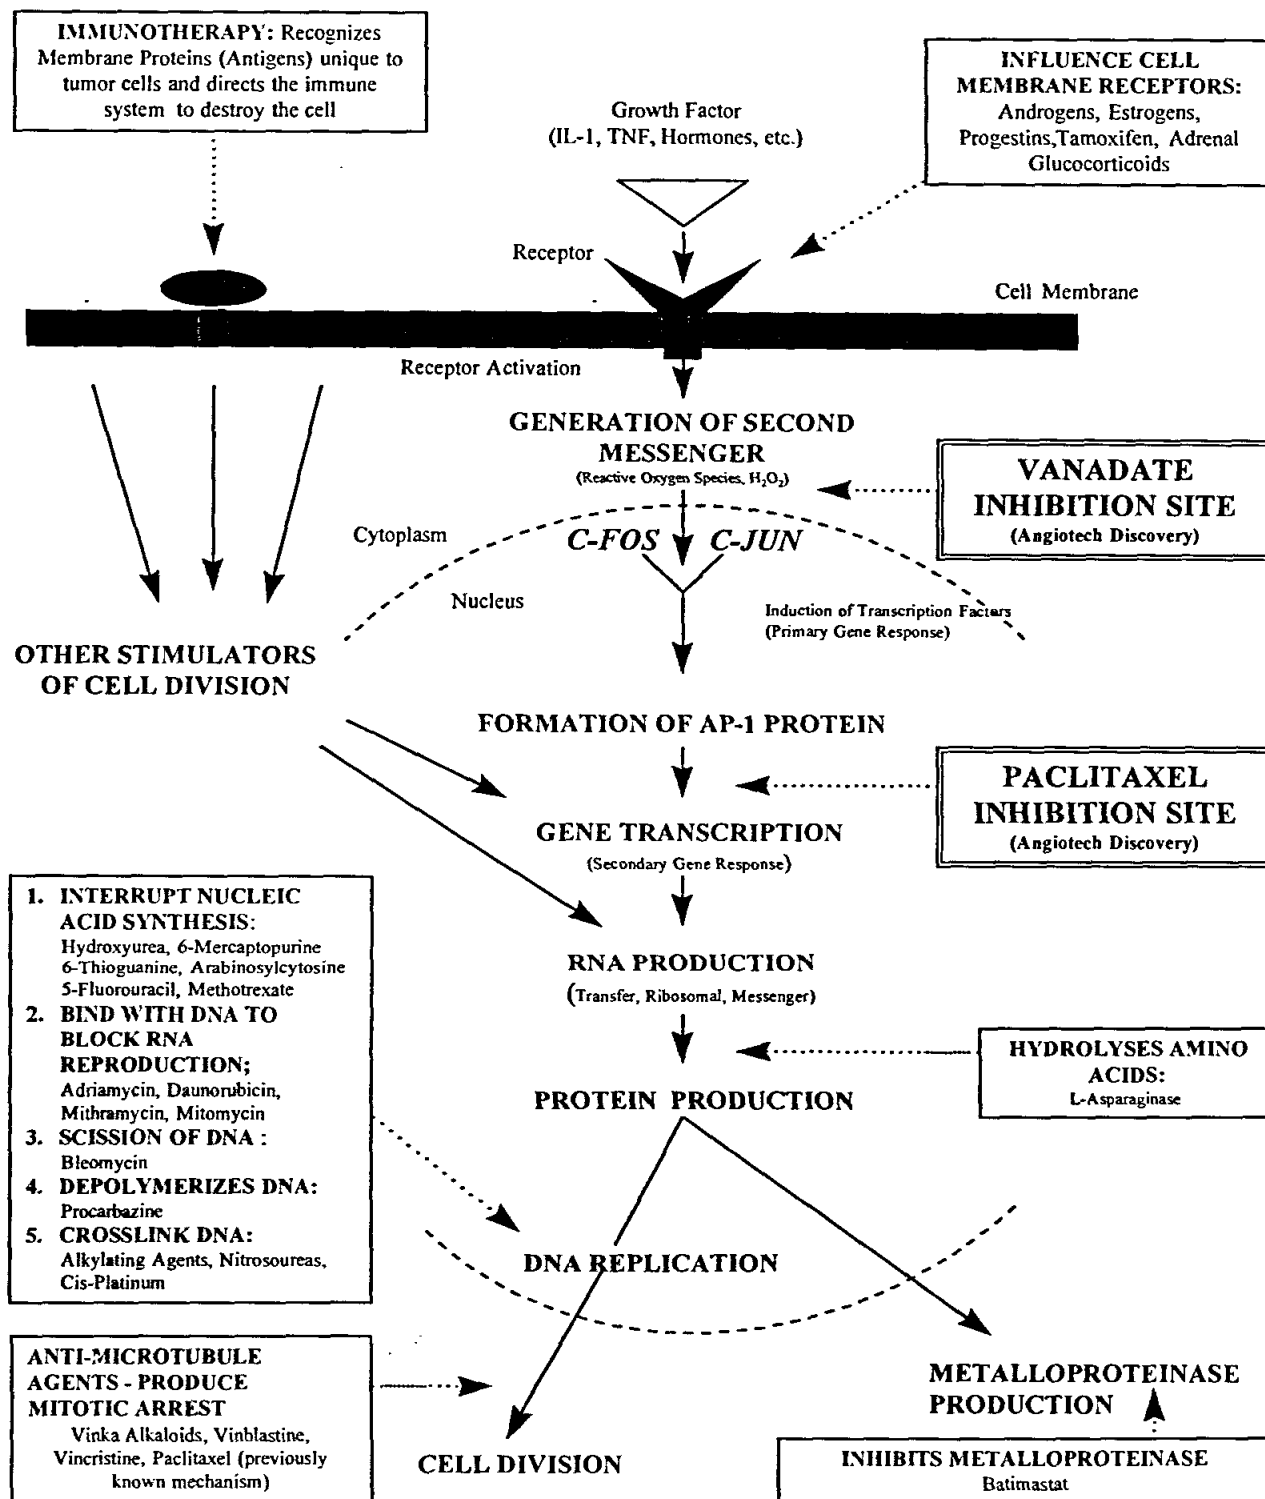 IMMUNOTHERAPY: Recognizes
Membrane Proteins (Antigens) unique to
tumor cells and directs the immune
system to destroy the cell
Growth Factor
(IL-1, TNF, Hormones, etc.)
INFLUENCE CELL
MEMBRANE RECEPTORS:
Androgens, Estrogens,
Progestins,Tamoxifen, Adrenal
Glucocorticoids
Receptor
Cell Membrane
Receptor Activation
GENERATION OF SECOND
MESSENGER
(Reactive Oxygen Species, H₂O₂)
VANADATE
INHIBITION SITE
(Angiotech Discovery)
Cytoplasm
C-FOS C-JUN
Nucleus
Induction of Transcription Factors
(Primary Gene Response)
OTHER STIMULATORS
OF CELL DIVISION
FORMATION OF AP-1 PROTEIN
PACLITAXEL
INHIBITION SITE
(Angiotech Discovery)
GENE TRANSCRIPTION
(Secondary Gene Response)
1. INTERRUPT NUCLEIC
ACID SYNTHESIS:
Hydroxyurea, 6-Mercaptopurine
6-Thioguanine, Arabinosylcytosine
5-Fluorouracil, Methotrexate
2. BIND WITH DNA TO
BLOCK RNA
REPRODUCTION;
Adriamycin, Daunorubicin,
Mithramycin, Mitomycin
3. SCISSION OF DNA :
Bleomycin
4. DEPOLYMERIZES DNA:
Procarbazine
5. CROSSLINK DNA:
Alkylating Agents, Nitrosoureas,
Cis-Platinum
RNA PRODUCTION
(Transfer, Ribosomal, Messenger)
HYDROLYSES AMINO
ACIDS:
L-Asparaginase
PROTEIN PRODUCTION
DNA REPLICATION
ANTI-MICROTUBULE
AGENTS - PRODUCE
MITOTIC ARREST
Vinka Alkaloids, Vinblastine,
Vincristine, Paclitaxel (previously
known mechanism)
METALLOPROTEINASE
PRODUCTION
CELL DIVISION
INHIBITS METALLOPROTEINASE
Batimastat